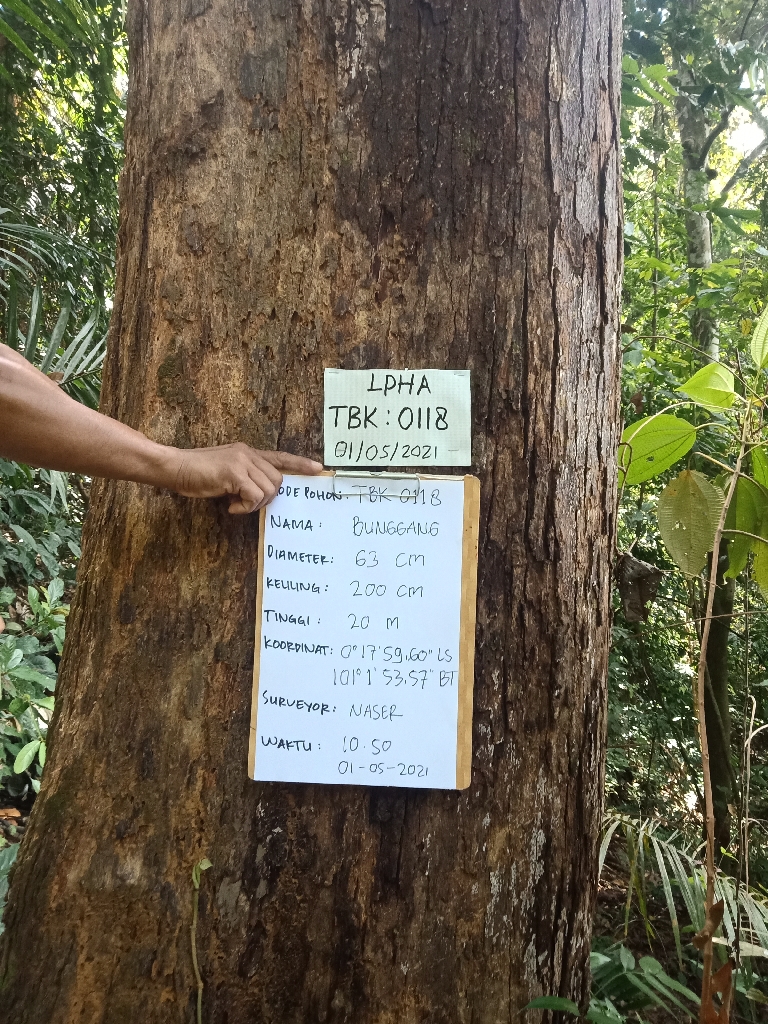 LPHA
TBK : 0118
01/05/2021
KODE POHON: TBK 0118
NAMA : BUNGGANG
DIAMETER: 63 CM
KELILING: 200 CM
TINGGI : 20 M
KOORDINAT: 0° 17' 59,60" LS
101° 1' 53,57" BT
SURVEYOR: NASER
WAKTU : 10.50
01-05-2021